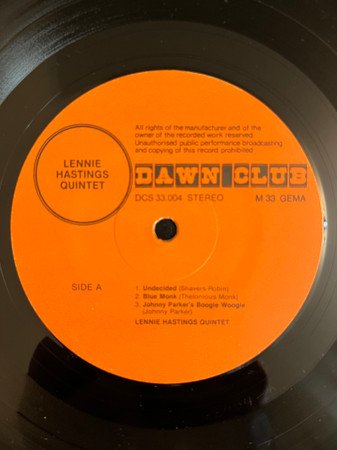 All rights of the manufacturer and of the
owner of the recorded work reserved.
Unauthorised public performance broadcasting
and copying of this record prohibited
LENNIE
HASTINGS
QUINTET
DAWN CLUB
DCS 33.004 STEREO M 33 GEMA
SIDE A
1. Undecided (Shavers Robin)
2. Blue Monk (Thelonious Monk)
3. Johnny Parker's Boogie Woogie
(Johnny Parker)
LENNIE HASTINGS QUINTET